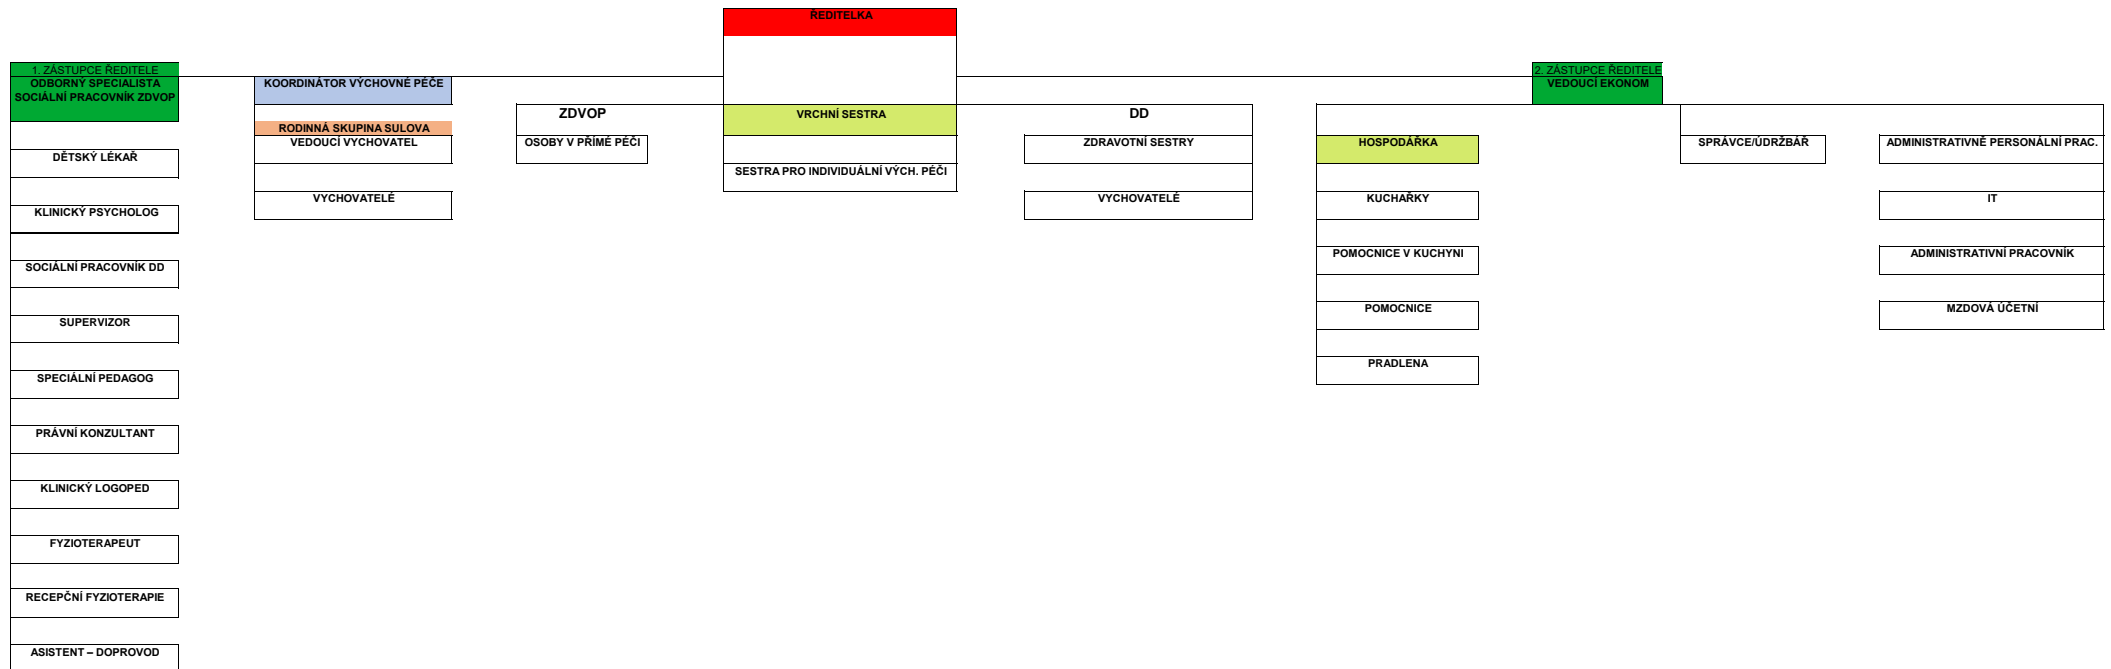 ŘEDITELKA
1. ZÁSTUPCE ŘEDITELE
ODBORNÝ SPECIALISTA
SOCIÁLNÍ PRACOVNÍK ZDVOP
DĚTSKÝ LÉKAŘ
KLINICKÝ PSYCHOLOG
SOCIÁLNÍ PRACOVNÍK DD
SUPERVIZOR
SPECIÁLNÍ PEDAGOG
PRÁVNÍ KONZULTANT
KLINICKÝ LOGOPED
FYZIOTERAPEUT
RECEPČNÍ FYZIOTERAPIE
ASISTENT – DOPROVOD
KOORDINÁTOR VÝCHOVNÉ PÉČE
RODINNÁ SKUPINA SULOVA
VEDOUCÍ VYCHOVATEL
VYCHOVATELÉ
ZDVOP
OSOBY V PŘÍMÉ PÉČI
VRCHNÍ SESTRA
SESTRA PRO INDIVIDUÁLNÍ VÝCH. PÉČI
DD
ZDRAVOTNÍ SESTRY
VYCHOVATELÉ
2. ZÁSTUPCE ŘEDITELE
VEDOUCÍ EKONOM
HOSPODÁŘKA
KUCHAŘKY
POMOCNICE V KUCHYNI
POMOCNICE
PRADLENA
SPRÁVCE/ÚDRŽBÁŘ
ADMINISTRATIVNĚ PERSONÁLNÍ PRAC.
IT
ADMINISTRATIVNÍ PRACOVNÍK
MZDOVÁ ÚČETNÍ